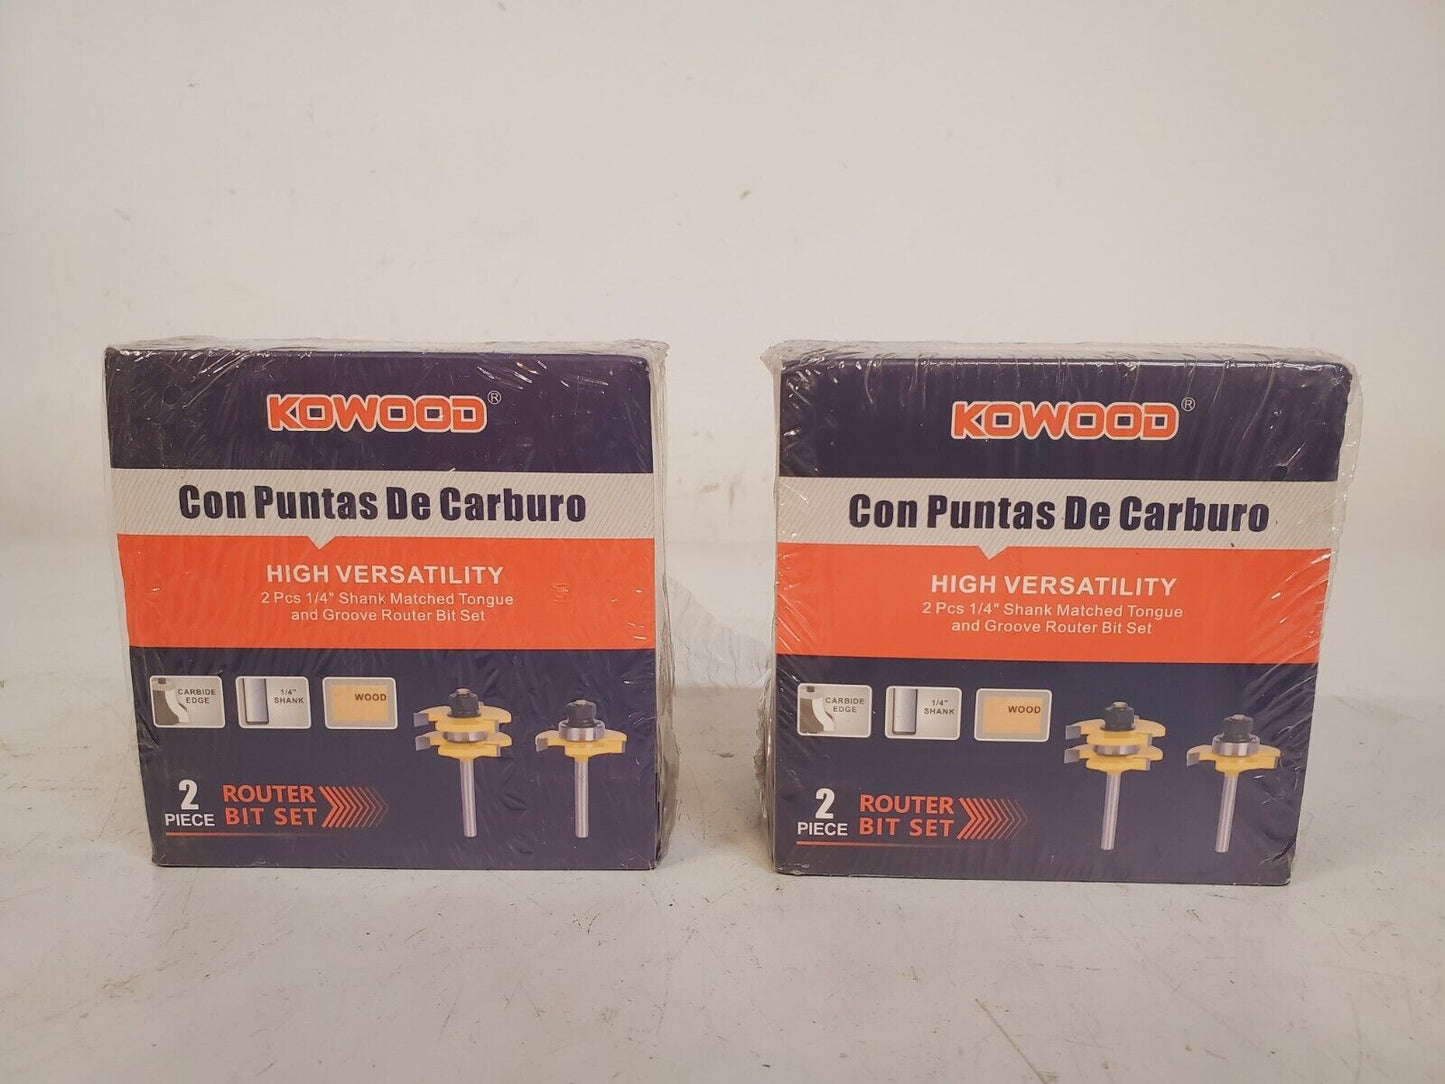 KOWOOD®
Con Puntas De Carburo
HIGH VERSATILITY
2 Pcs 1/4" Shank Matched Tongue
and Groove Router Bit Set
CARBIDE
EDGE
1/4"
SHANK
WOOD
2
PIECE
ROUTER
BIT SET
KOWOOD®
Con Puntas De Carburo
HIGH VERSATILITY
2 Pcs 1/4" Shank Matched Tongue
and Groove Router Bit Set
CARBIDE
EDGE
1/4"
SHANK
WOOD
2
PIECE
ROUTER
BIT SET